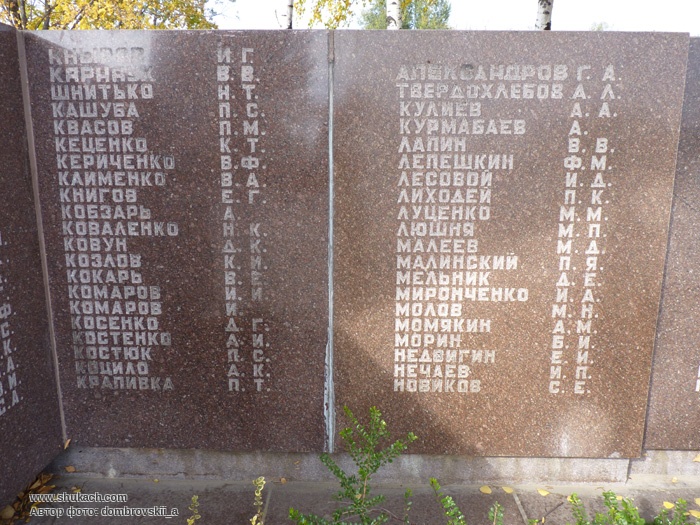 КНЫРОВ И. Г.
КАРНАУХ В. В.
ШНИТЬКО Н. Т.
КАШУБА П. С.
КВАСОВ П. М.
КЕЦЕНКО К. Т.
КЕРИЧЕНКО В. Ф.
КЛИМЕНКО В. А.
КНИГОВ Е. Г.
КОБЗАРЬ А.
КОВАЛЕНКО Н. К.
КОВУН Д. К.
КОЗЛОВ К. И.
КОКАРЬ В. Е.
КОМАРОВ И. И.
КОМАРОВ И.
КОСЕНКО Д. Г.
КОСТЕНКО А. И.
КОСТЮК П. С.
КОЦИЛО А. К.
КРАПИВКА П. Т.
АЛЕКСАНДРОВ Г. А.
ТВЕРДОХЛЕБОВ А. Л.
КУЛИЕВ А. А.
КУРМАБАЕВ А.
ЛАПИН В. В.
ЛЕПЕШКИН Ф. М.
ЛЕСОВОЙ И. Д.
ЛИХОДЕЙ П. К.
ЛУЦЕНКО М. М.
ЛЮШНЯ М. П.
МАЛЕЕВ М. Д.
МАЛИНСКИЙ П. Я.
МЕЛЬНИК Д. Е.
МИРОНЧЕНКО И. А.
МОЛОВ М. Н.
МОМЯКИН А. М.
МОРИН Б. И.
НЕДВИГИН Е. И.
НЕЧАЕВ И. П.
НОВИКОВ С. Е.
www.shukach.com
Автор фото: dombrovskii_a